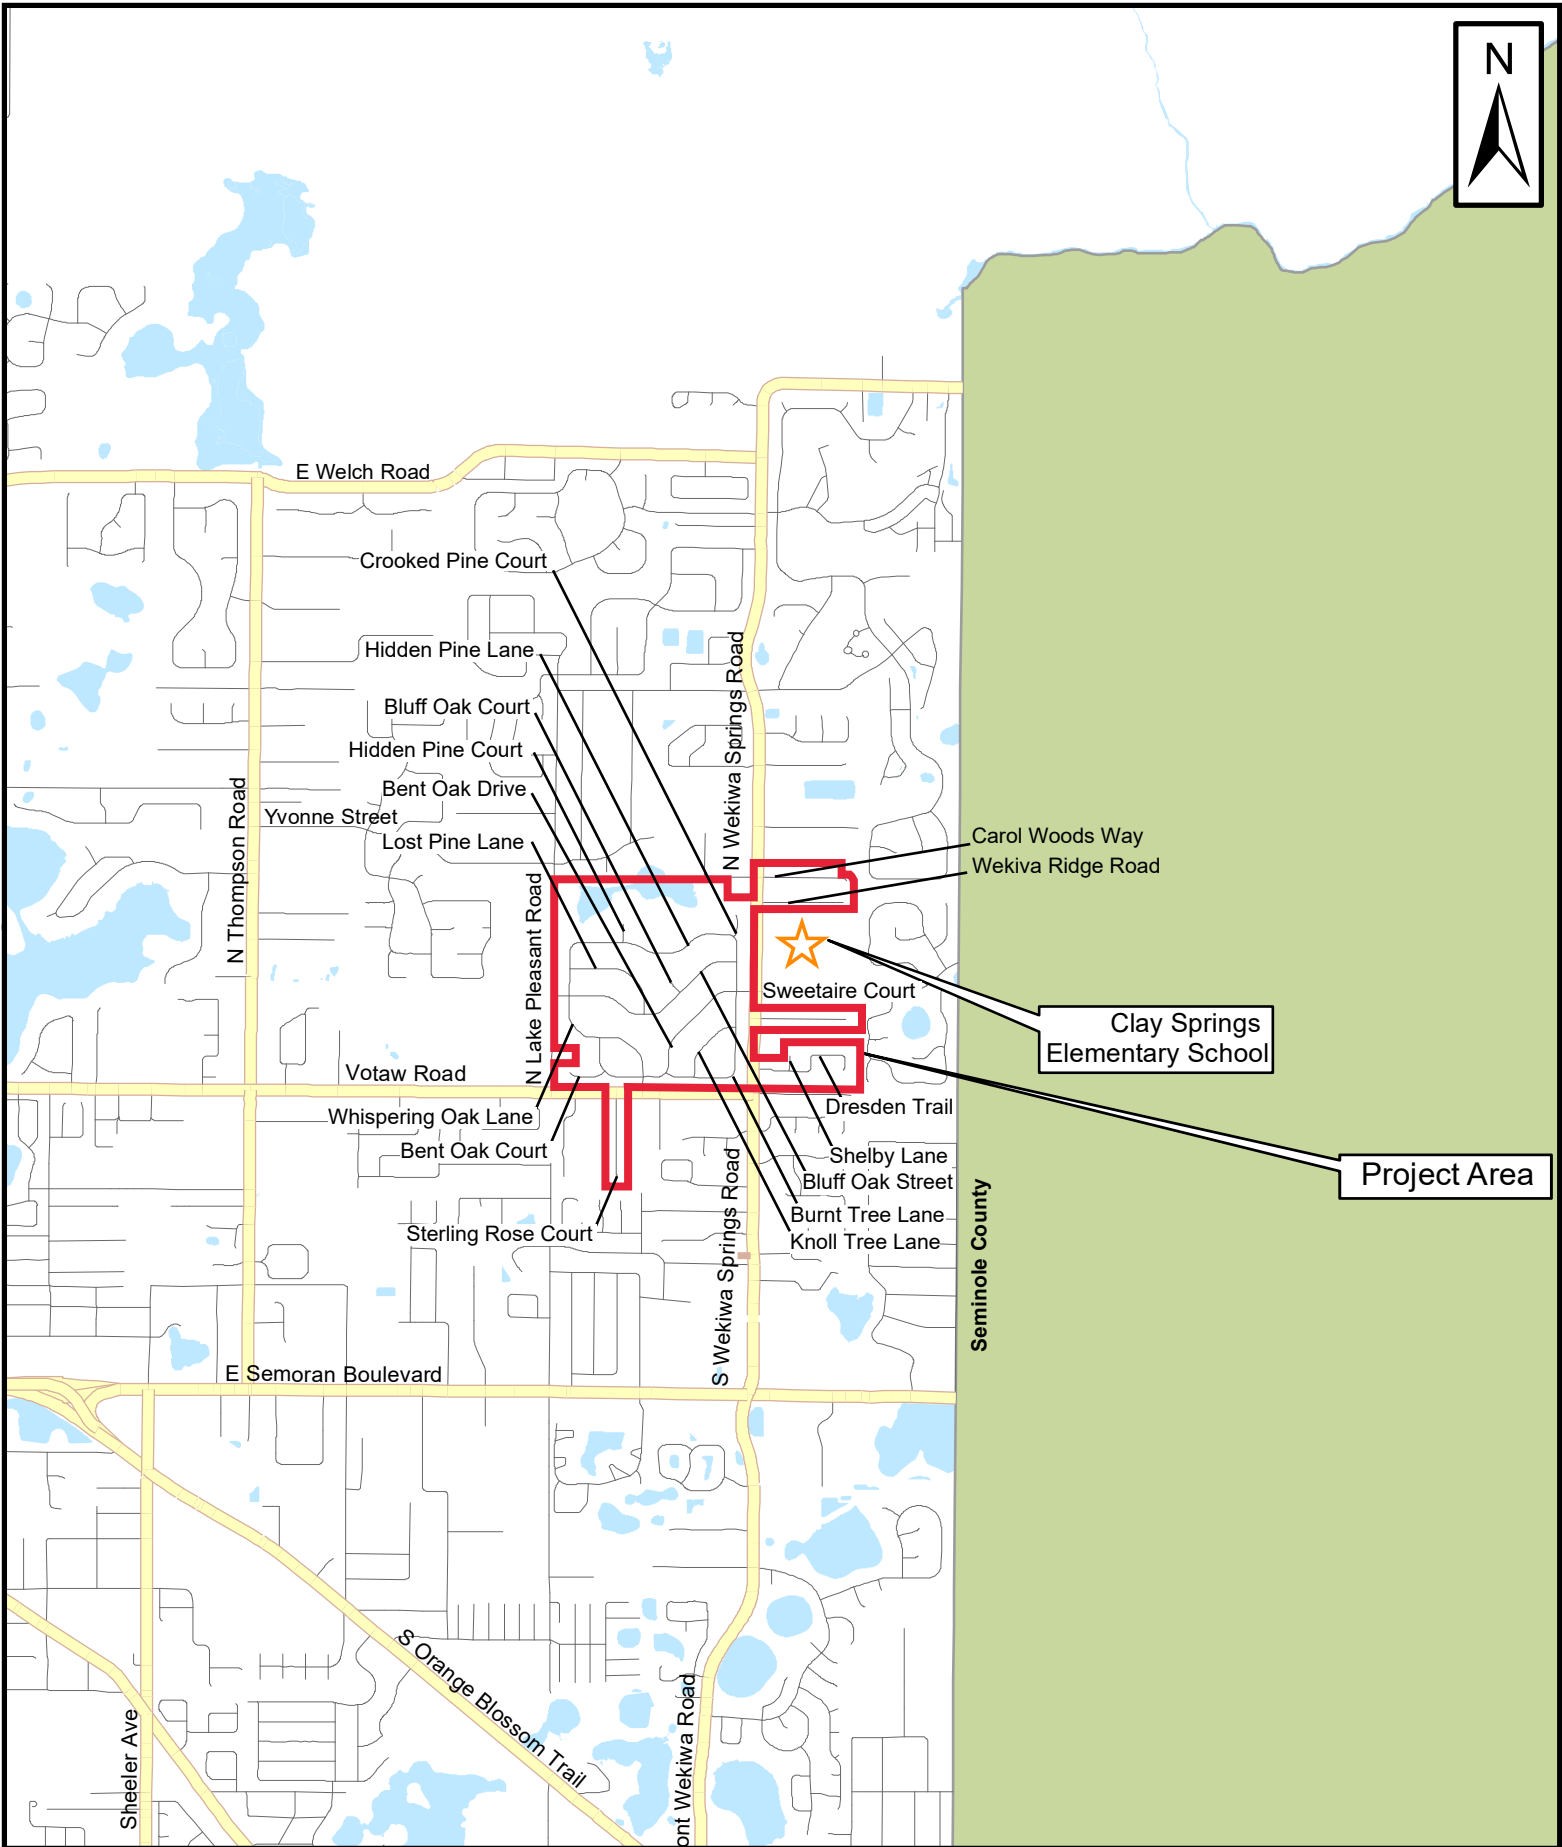 N
E Welch Road
Crooked Pine Court
Hidden Pine Lane
N Wekiwa Springs Road
Bluff Oak Court
Hidden Pine Court
Bent Oak Drive
N Thompson Road
Yvonne Street
Lost Pine Lane
Carol Woods Way
Wekiva Ridge Road
N Lake Pleasant Road
Sweetaire Court
Clay Springs
Elementary School
Votaw Road
Whispering Oak Lane
Dresden Trail
Bent Oak Court
Shelby Lane
Project Area
Bluff Oak Street
Burnt Tree Lane
Sterling Rose Court
Knoll Tree Lane
S Wekiwa Springs Road
Seminole County
E Semoran Boulevard
S Orange Blossom Trail
Sheeler Ave
ont Wekiwa Road